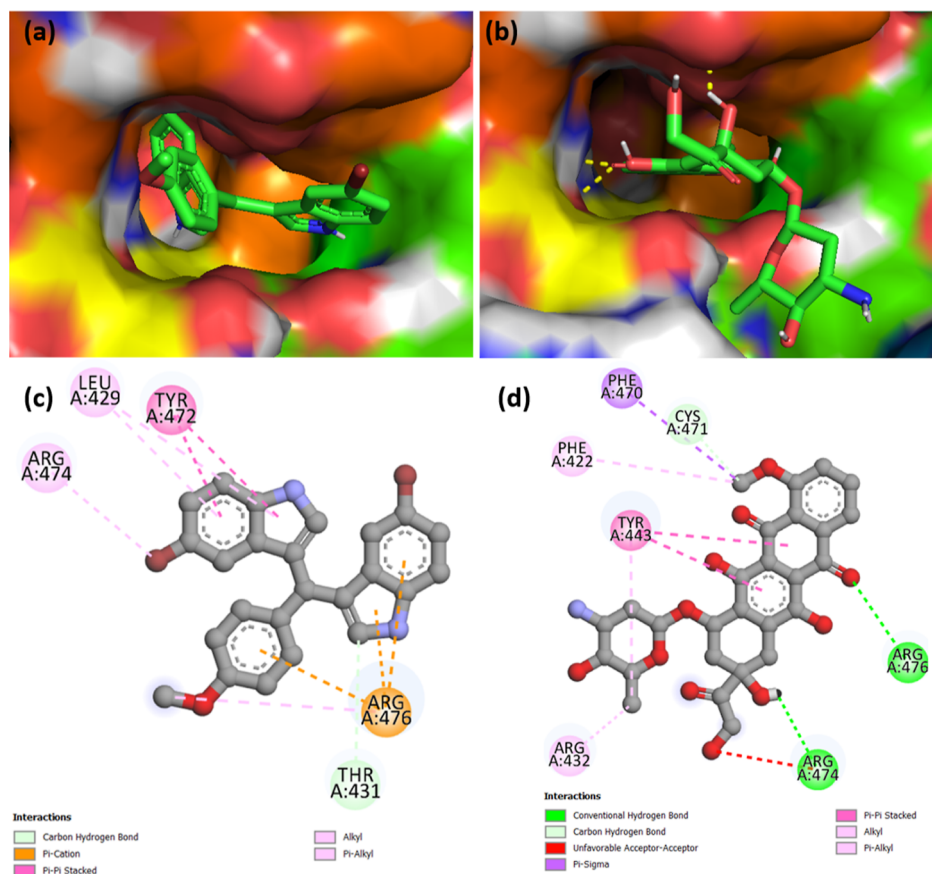 (a)
(b)
(c)
LEU
A:429
TYR
A:472
ARG
A:474
ARG
A:476
THR
A:431
Interactions
Carbon Hydrogen Bond
Pi-Cation
Pi-Pi Stacked
Alkyl
Pi-Alkyl
(d)
PHE
A:470
CYS
A:471
PHE
A:422
TYR
A:443
ARG
A:476
ARG
A:432
ARG
A:474
Interactions
Conventional Hydrogen Bond
Carbon Hydrogen Bond
Unfavorable Acceptor-Acceptor
Pi-Sigma
Pi-Pi Stacked
Alkyl
Pi-Alkyl